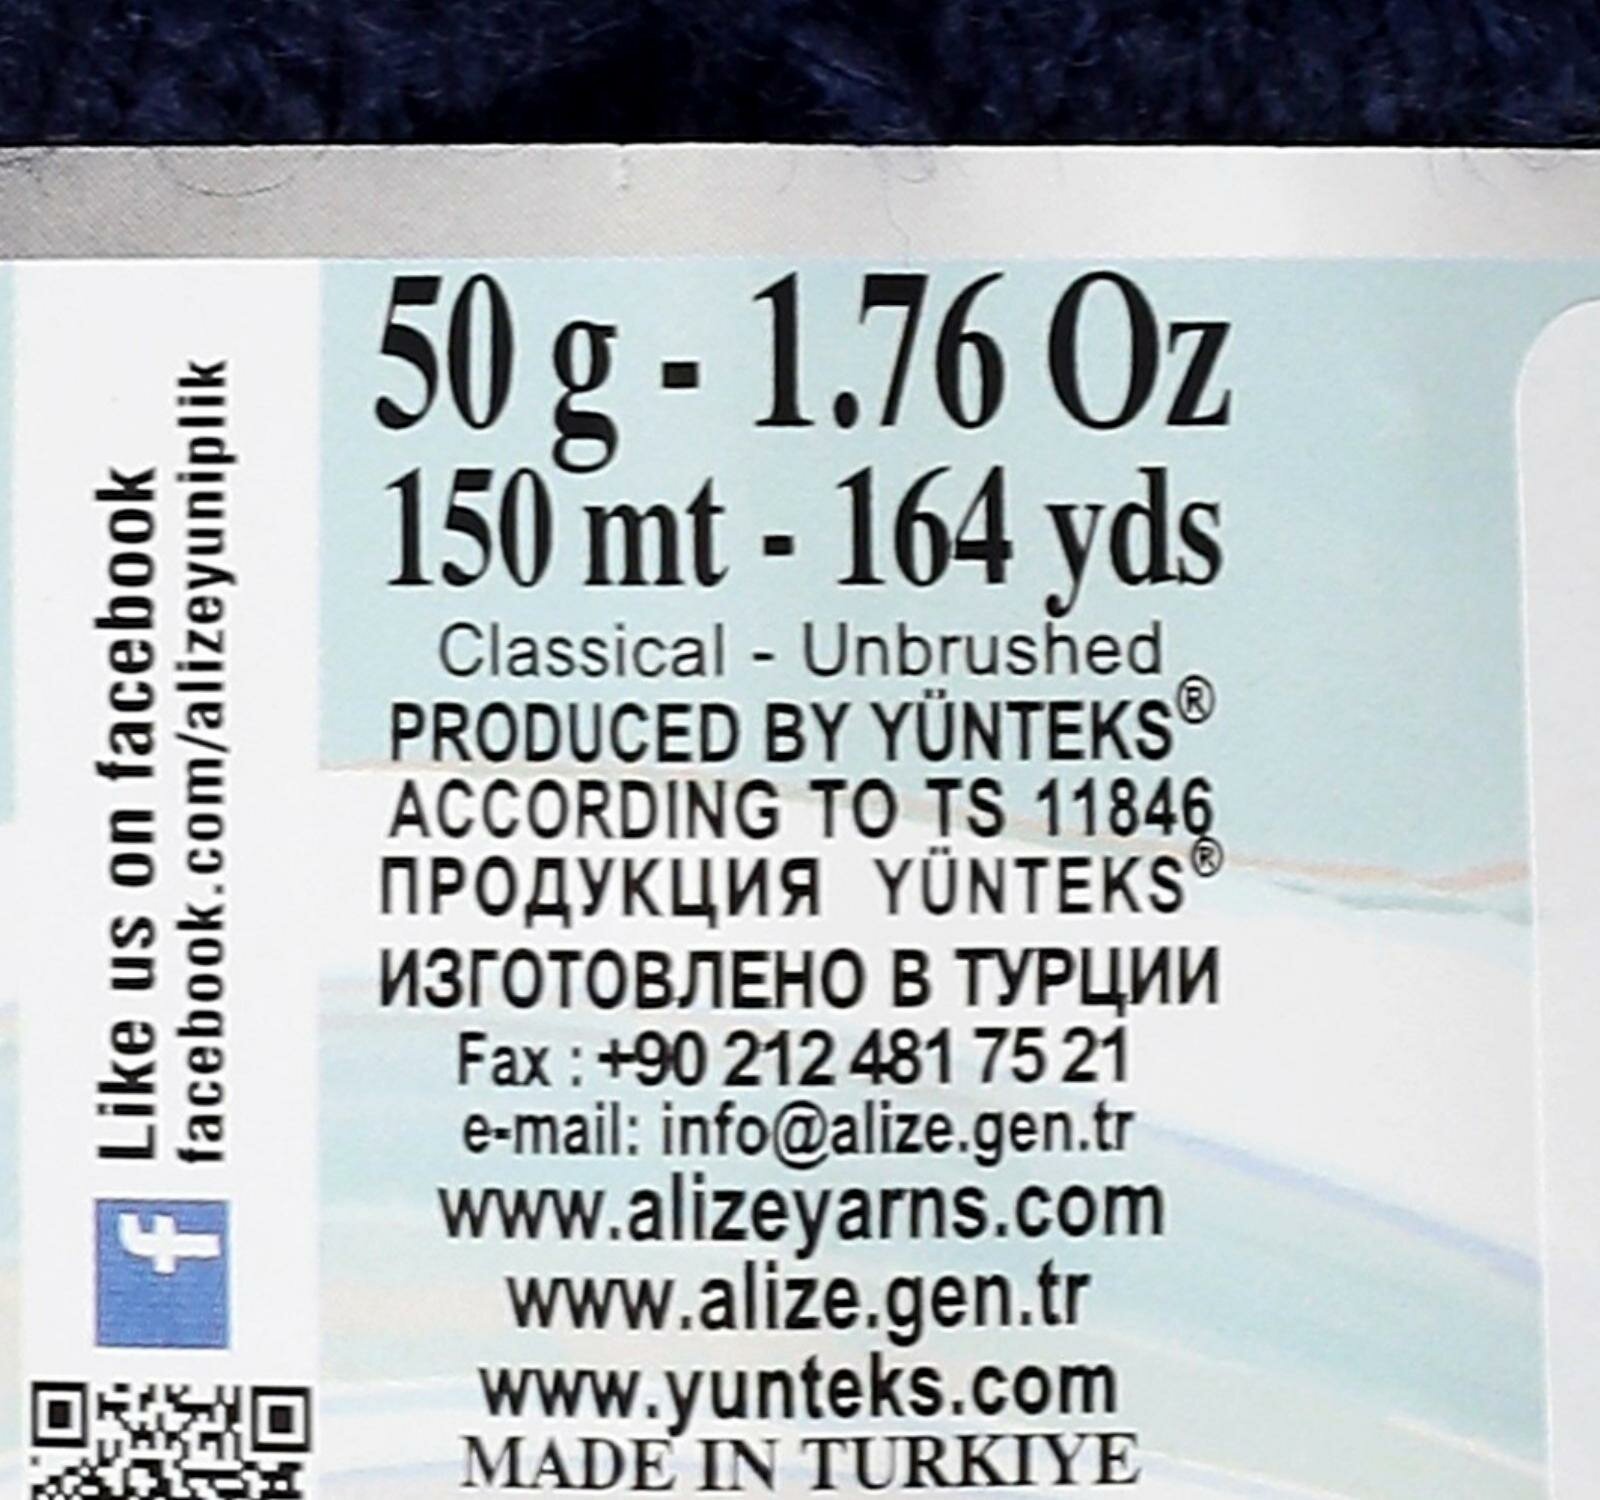 Like us on facebook
facebook.com/alizeyuniplik
50 g - 1.76 Oz
150 mt - 164 yds
Classical - Unbrushed
PRODUCED BY YÜNTEKS®
ACCORDING TO TS 11846
ПРОДУКЦИЯ YÜNTEKS®
ИЗГОТОВЛЕНО В ТУРЦИИ
Fax : +90 212 481 75 21
e-mail: info@alize.gen.tr
www.alizeyarns.com
www.alize.gen.tr
www.yunteks.com
MADE IN TURKIYE